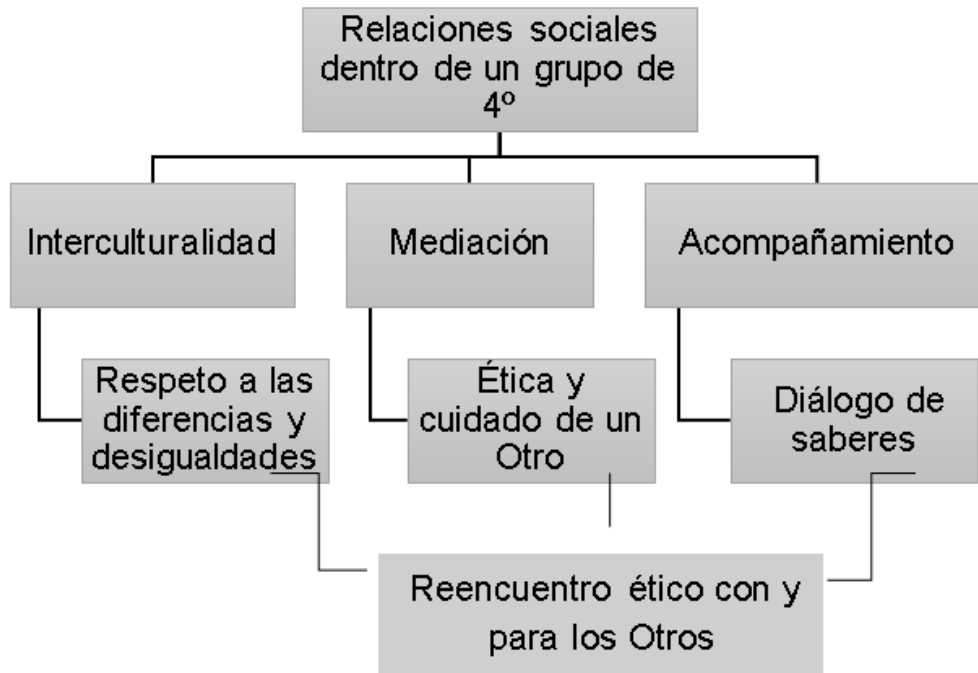 Relaciones sociales
dentro de un grupo de
4º
Interculturalidad
Mediación
Acompañamiento
Respeto a las
diferencias y
desigualdades
Ética y
cuidado de un
Otro
Diálogo de
saberes
Reencuentro ético con y
para los Otros